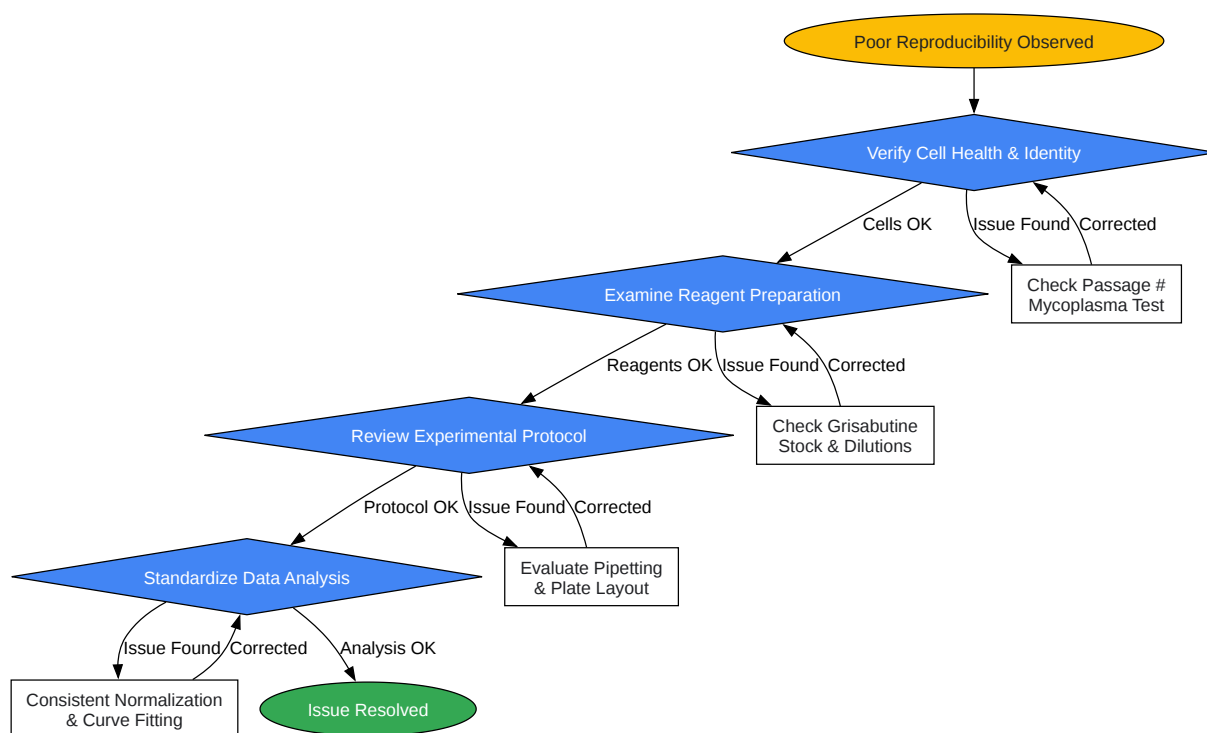 Poor Reproducibility Observed
Verify Cell Health & Identity
Cells OK
Issue Found
Corrected
Check Passage #
Mycoplasma Test
Examine Reagent Preparation
Reagents OK
Issue Found
Corrected
Check Grisabutine
Stock & Dilutions
Review Experimental Protocol
Protocol OK
Issue Found
Corrected
Evaluate Pipetting
& Plate Layout
Standardize Data Analysis
Issue Found
Corrected
Analysis OK
Consistent Normalization
& Curve Fitting
Issue Resolved